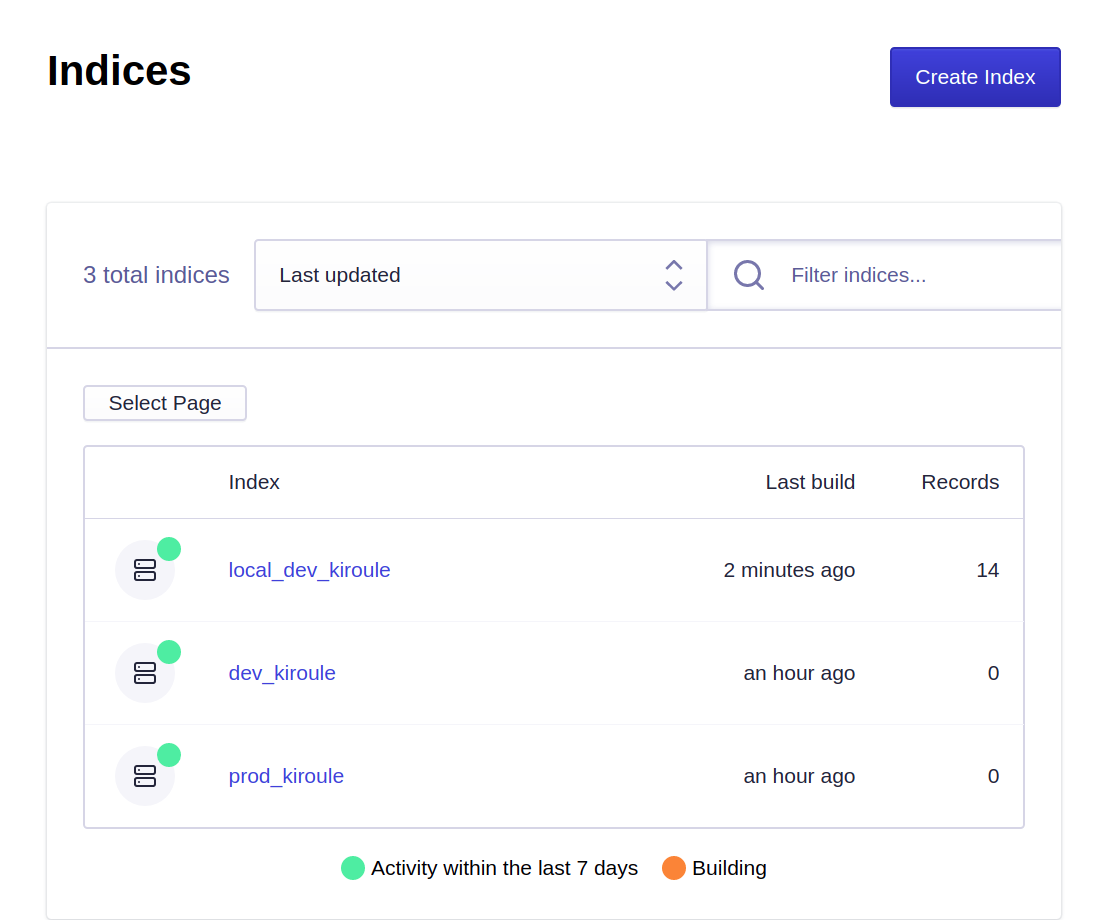 Indices
Create Index
3 total indices
Last updated
Filter indices...
Select Page
Index Last build Records
local_dev_kiroule 2 minutes ago 14
dev_kiroule an hour ago 0
prod_kiroule an hour ago 0
Activity within the last 7 days Building